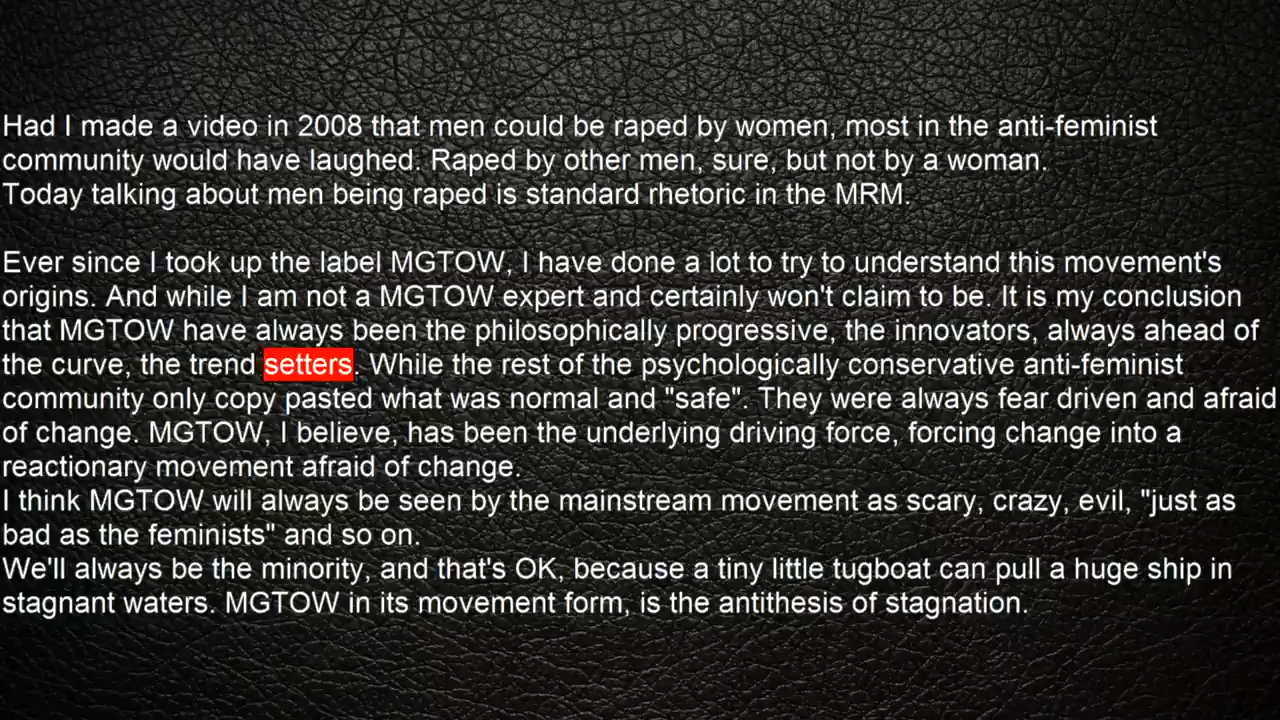 Had I made a video in 2008 that men could be raped by women, most in the anti-feminist
community would have laughed. Raped by other men, sure, but not by a woman.
Today talking about men being raped is standard rhetoric in the MRM.
Ever since I took up the label MGTOW, I have done a lot to try to understand this movement's
origins. And while I am not a MGTOW expert and certainly won't claim to be. It is my conclusion
that MGTOW have always been the philosophically progressive, the innovators, always ahead of
the curve, the trend setters. While the rest of the psychologically conservative anti-feminist
community only copy pasted what was normal and "safe". They were always fear driven and afraid
of change. MGTOW, I believe, has been the underlying driving force, forcing change into a
reactionary movement afraid of change.
I think MGTOW will always be seen by the mainstream movement as scary, crazy, evil, "just as
bad as the feminists" and so on.
We'll always be the minority, and that's OK, because a tiny little tugboat can pull a huge ship in
stagnant waters. MGTOW in its movement form, is the antithesis of stagnation.